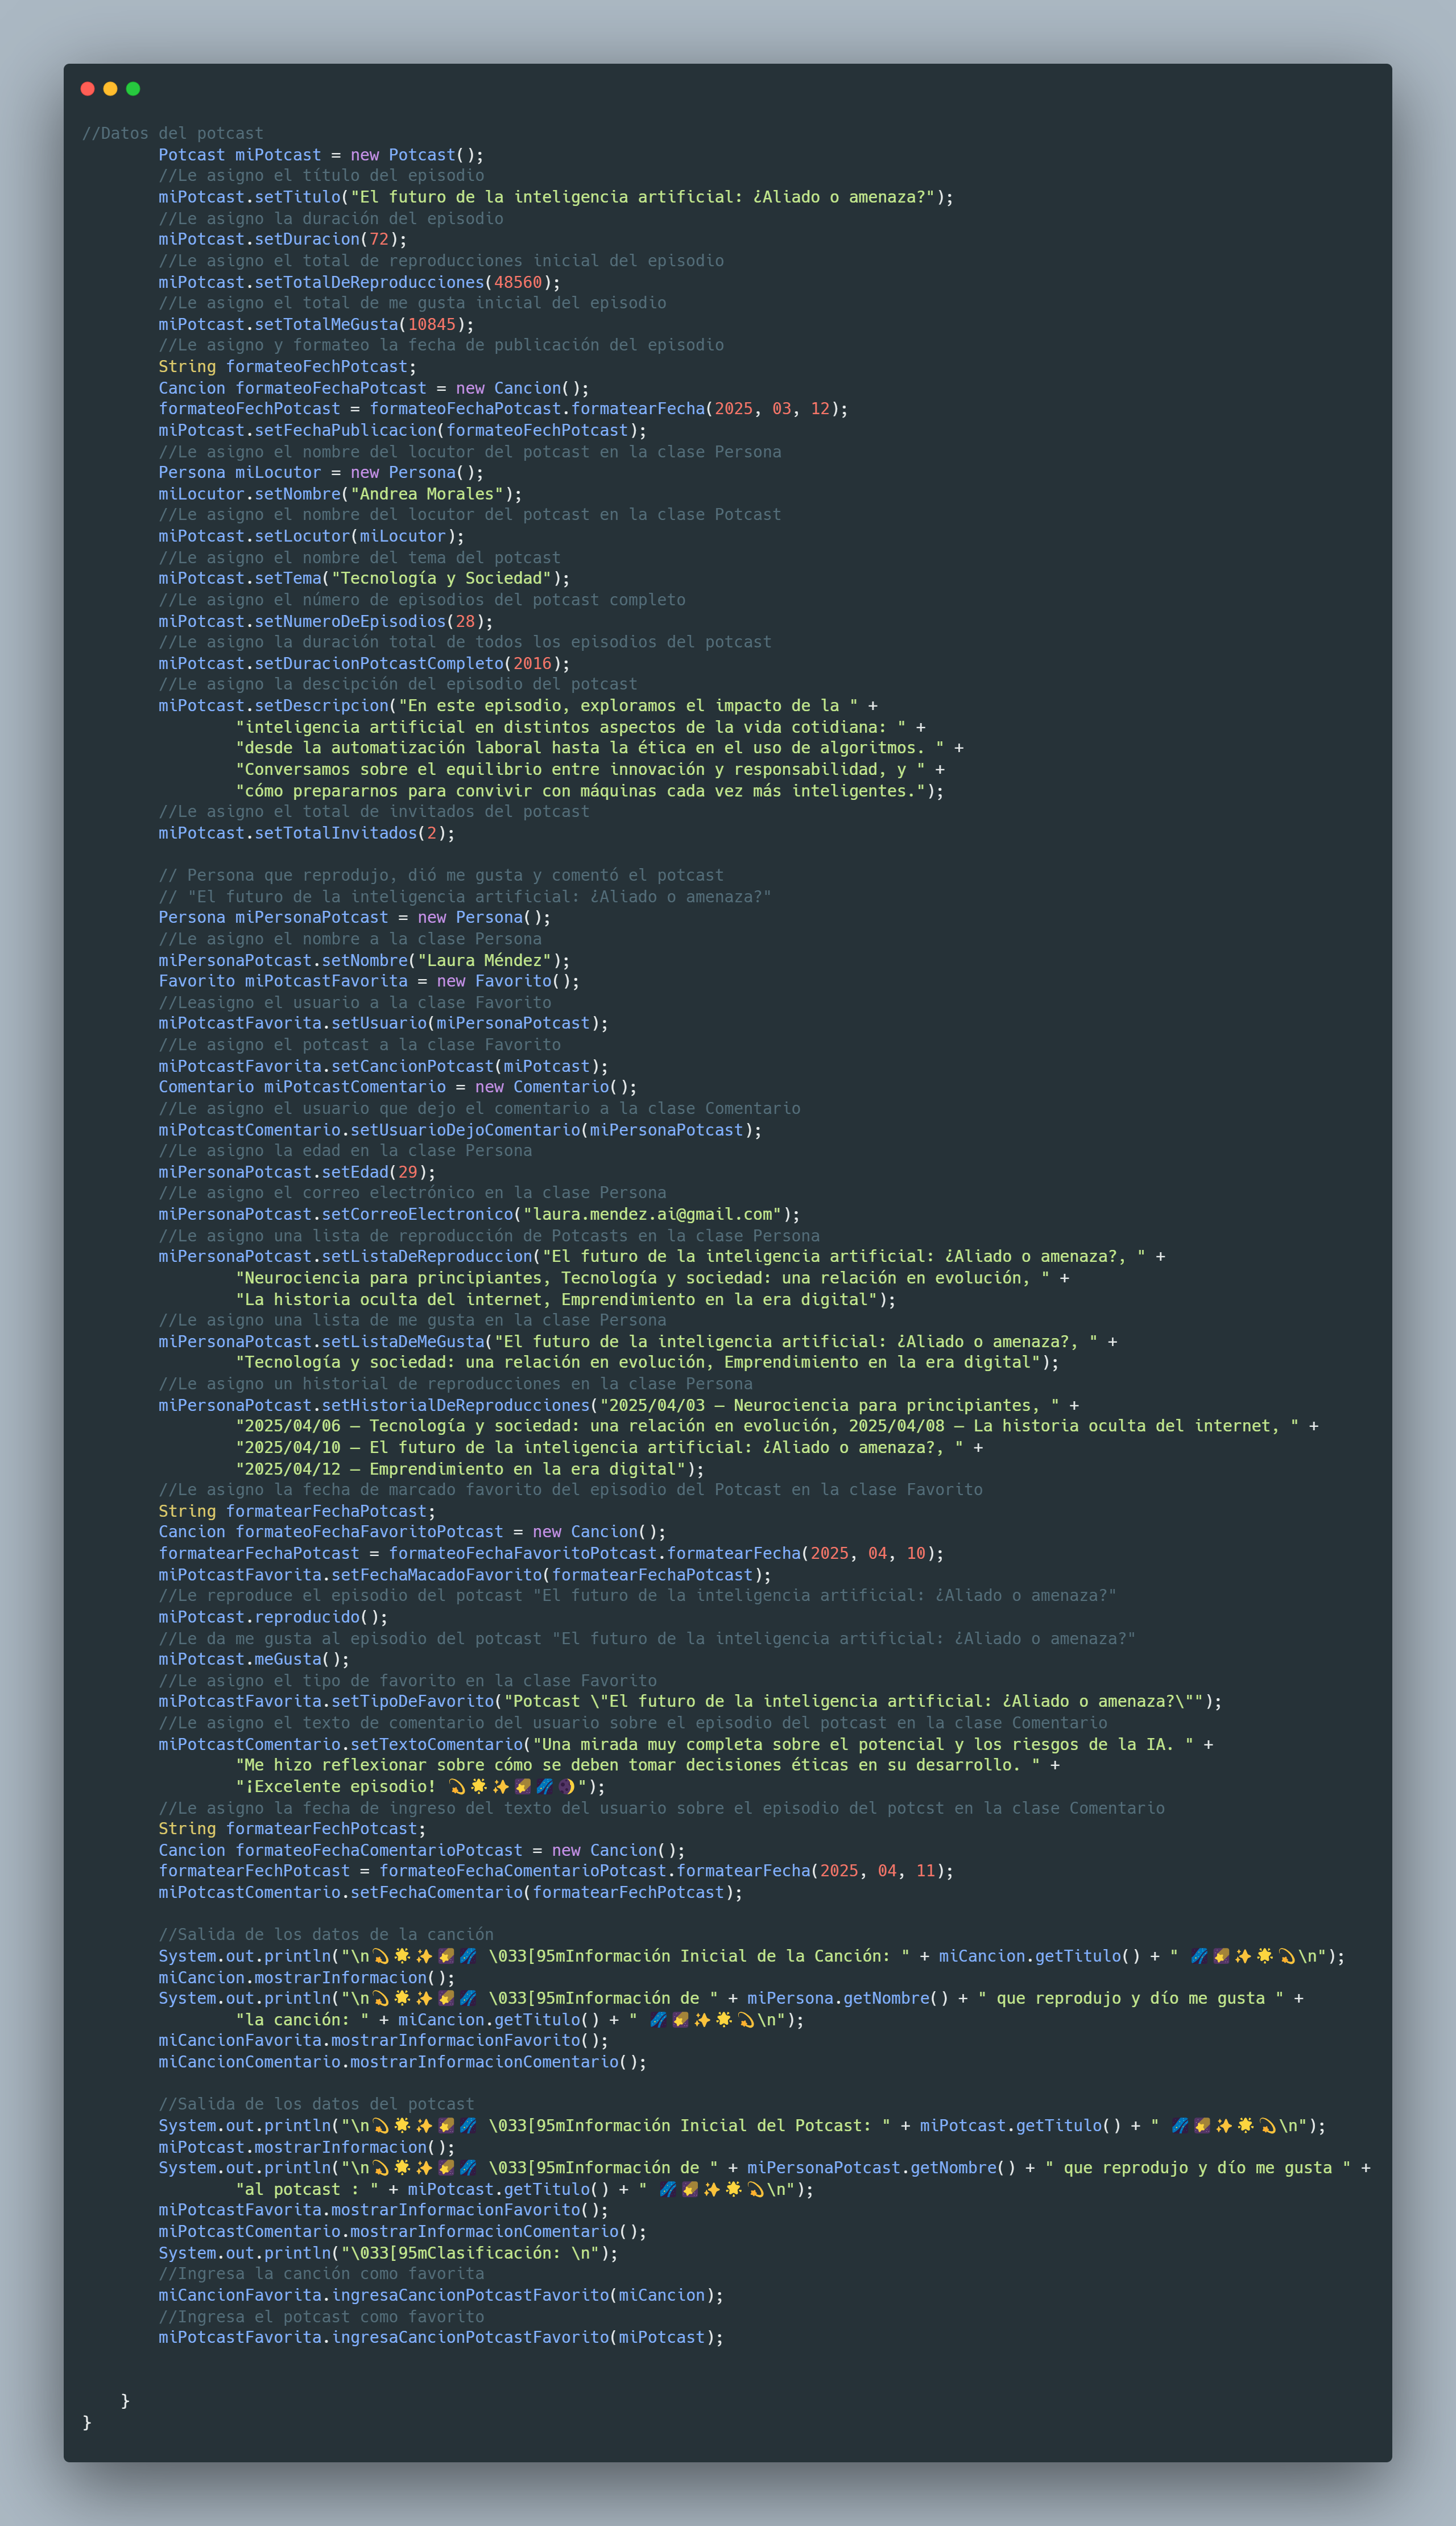 //Datos del potcast
Potcast miPotcast = new Potcast();
//Le asigno el título del episodio
miPotcast.setTitulo("El futuro de la inteligencia artificial: ¿Aliado o amenaza?");
//Le asigno la duración del episodio
miPotcast.setDuracion(72);
//Le asigno el total de reproducciones inicial del episodio
miPotcast.setTotalDeReproducciones(48560);
//Le asigno el total de me gusta inicial del episodio
miPotcast.setTotalMeGusta(10845);
//Le asigno y formateo la fecha de publicación del episodio
String formateoFechPotcast;
Cancion formateoFechaPotcast = new Cancion();
formateoFechPotcast = formateoFechaPotcast.formatearFecha(2025, 03, 12);
miPotcast.setFechaPublicacion(formateoFechPotcast);
//Le asigno el nombre del locutor del potcast en la clase Persona
Persona miLocutor = new Persona();
miLocutor.setNombre("Andrea Morales");
//Le asigno el nombre del locutor del potcast en la clase Potcast
miPotcast.setLocutor(miLocutor);
//Le asigno el nombre del tema del potcast
miPotcast.setTema("Tecnología y Sociedad");
//Le asigno el número de episodios del potcast completo
miPotcast.setNumeroDeEpisodios(28);
//Le asigno la duración total de todos los episodios del potcast
miPotcast.setDuracionPotcastCompleto(2016);
//Le asigno la descipción del episodio del potcast
miPotcast.setDescripcion("En este episodio, exploramos el impacto de la " +
"inteligencia artificial en distintos aspectos de la vida cotidiana: " +
"desde la automatización laboral hasta la ética en el uso de algoritmos. " +
"Conversamos sobre el equilibrio entre innovación y responsabilidad, y " +
"cómo prepararnos para convivir con máquinas cada vez más inteligentes.");
//Le asigno el total de invitados del potcast
miPotcast.setTotalInvitados(2);
// Persona que reprodujo, dió me gusta y comentó el potcast
// "El futuro de la inteligencia artificial: ¿Aliado o amenaza?"
Persona miPersonaPotcast = new Persona();
//Le asigno el nombre a la clase Persona
miPersonaPotcast.setNombre("Laura Méndez");
Favorito miPotcastFavorita = new Favorito();
//Leasigno el usuario a la clase Favorito
miPotcastFavorita.setUsuario(miPersonaPotcast);
//Le asigno el potcast a la clase Favorito
miPotcastFavorita.setCancionPotcast(miPotcast);
Comentario miPotcastComentario = new Comentario();
//Le asigno el usuario que dejo el comentario a la clase Comentario
miPotcastComentario.setUsuarioDejoComentario(miPersonaPotcast);
//Le asigno la edad en la clase Persona
miPersonaPotcast.setEdad(29);
//Le asigno el correo electrónico en la clase Persona
miPersonaPotcast.setCorreoElectronico("laura.mendez.ai@gmail.com");
//Le asigno una lista de reproducción de Potcasts en la clase Persona
miPersonaPotcast.setListaDeReproduccion("El futuro de la inteligencia artificial: ¿Aliado o amenaza?, " +
"Neurociencia para principiantes, Tecnología y sociedad: una relación en evolución, " +
"La historia oculta del internet, Emprendimiento en la era digital");
//Le asigno una lista de me gusta en la clase Persona
miPersonaPotcast.setListaDeMeGusta("El futuro de la inteligencia artificial: ¿Aliado o amenaza?, " +
"Tecnología y sociedad: una relación en evolución, Emprendimiento en la era digital");
//Le asigno un historial de reproducciones en la clase Persona
miPersonaPotcast.setHistorialDeReproducciones("2025/04/03 – Neurociencia para principiantes, " +
"2025/04/06 – Tecnología y sociedad: una relación en evolución, 2025/04/08 – La historia oculta del internet, " +
"2025/04/10 – El futuro de la inteligencia artificial: ¿Aliado o amenaza?, " +
"2025/04/12 – Emprendimiento en la era digital");
//Le asigno la fecha de marcado favorito del episodio del Potcast en la clase Favorito
String formatearFechaPotcast;
Cancion formateoFechaFavoritoPotcast = new Cancion();
formatearFechaPotcast = formateoFechaFavoritoPotcast.formatearFecha(2025, 04, 10);
miPotcastFavorita.setFechaMacadoFavorito(formatearFechaPotcast);
//Le reproduce el episodio del potcast "El futuro de la inteligencia artificial: ¿Aliado o amenaza?"
miPotcast.reproducido();
//Le da me gusta al episodio del potcast "El futuro de la inteligencia artificial: ¿Aliado o amenaza?"
miPotcast.meGusta();
//Le asigno el tipo de favorito en la clase Favorito
miPotcastFavorita.setTipoDeFavorito("Potcast \"El futuro de la inteligencia artificial: ¿Aliado o amenaza?\"");
//Le asigno el texto de comentario del usuario sobre el episodio del potcast en la clase Comentario
miPotcastComentario.setTextoComentario("Una mirada muy completa sobre el potencial y los riesgos de la IA. " +
"Me hizo reflexionar sobre cómo se deben tomar decisiones éticas en su desarrollo. " +
"¡Excelente episodio! 💫🌟✨🌠🌌🌒");
//Le asigno la fecha de ingreso del texto del usuario sobre el episodio del potcst en la clase Comentario
String formatearFechPotcast;
Cancion formateoFechaComentarioPotcast = new Cancion();
formatearFechPotcast = formateoFechaComentarioPotcast.formatearFecha(2025, 04, 11);
miPotcastComentario.setFechaComentario(formatearFechPotcast);
//Salida de los datos de la canción
System.out.println("\n💫🌟✨🌠🌌 \033[95mInformación Inicial de la Canción: " + miCancion.getTitulo() + " 🌌🌠✨🌟💫\n");
miCancion.mostrarInformacion();
System.out.println("\n💫🌟✨🌠🌌 \033[95mInformación de " + miPersona.getNombre() + " que reprodujo y dío me gusta " +
"la canción: " + miCancion.getTitulo() + " 🌌🌠✨🌟💫\n");
miCancionFavorita.mostrarInformacionFavorito();
miCancionComentario.mostrarInformacionComentario();
//Salida de los datos del potcast
System.out.println("\n💫🌟✨🌠🌌 \033[95mInformación Inicial del Potcast: " + miPotcast.getTitulo() + " 🌌🌠✨🌟💫\n");
miPotcast.mostrarInformacion();
System.out.println("\n💫🌟✨🌠🌌 \033[95mInformación de " + miPersonaPotcast.getNombre() + " que reprodujo y dío me gusta " +
"al potcast : " + miPotcast.getTitulo() + " 🌌🌠✨🌟💫\n");
miPotcastFavorita.mostrarInformacionFavorito();
miPotcastComentario.mostrarInformacionComentario();
System.out.println("\033[95mClasificación: \n");
//Ingresa la canción como favorita
miCancionFavorita.ingresaCancionPotcastFavorito(miCancion);
//Ingresa el potcast como favorito
miPotcastFavorita.ingresaCancionPotcastFavorito(miPotcast);
}
}